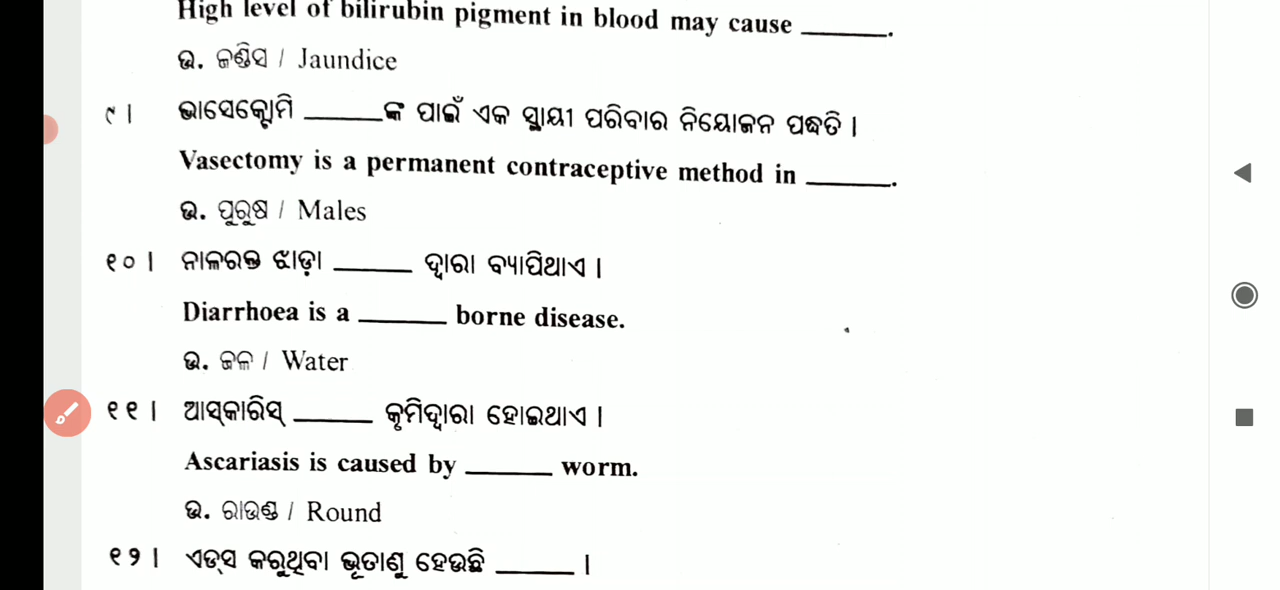 High level of bilirubin pigment in blood may cause ______.
ଉ. ଜଣ୍ଡିସ / Jaundice
୯ । ଭାସେକ୍ଟୋମି ______ଙ୍କ ପାଇଁ ଏକ ସ୍ଥାୟୀ ପରିବାର ନିୟୋଜନ ପଦ୍ଧତି ।
Vasectomy is a permanent contraceptive method in ______.
ଉ. ପୁରୁଷ / Males
୧୦ । ନାଳରକ୍ତ ଝାଡ଼ା ______ ଦ୍ୱାରା ବ୍ୟାପିଥାଏ ।
Diarrhoea is a ______ borne disease.
ଉ. ଜଳ / Water
୧୧ । ଆସ୍କାରିସ୍ ______ କୃମିଦ୍ୱାରା ହୋଇଥାଏ ।
Ascariasis is caused by ______ worm.
ଉ. ରାଉଣ୍ଡ / Round
୧୨ । ଏଡ୍ସ କରୁଥିବା ଭୂତାଣୁ ହେଉଛି ______ ।